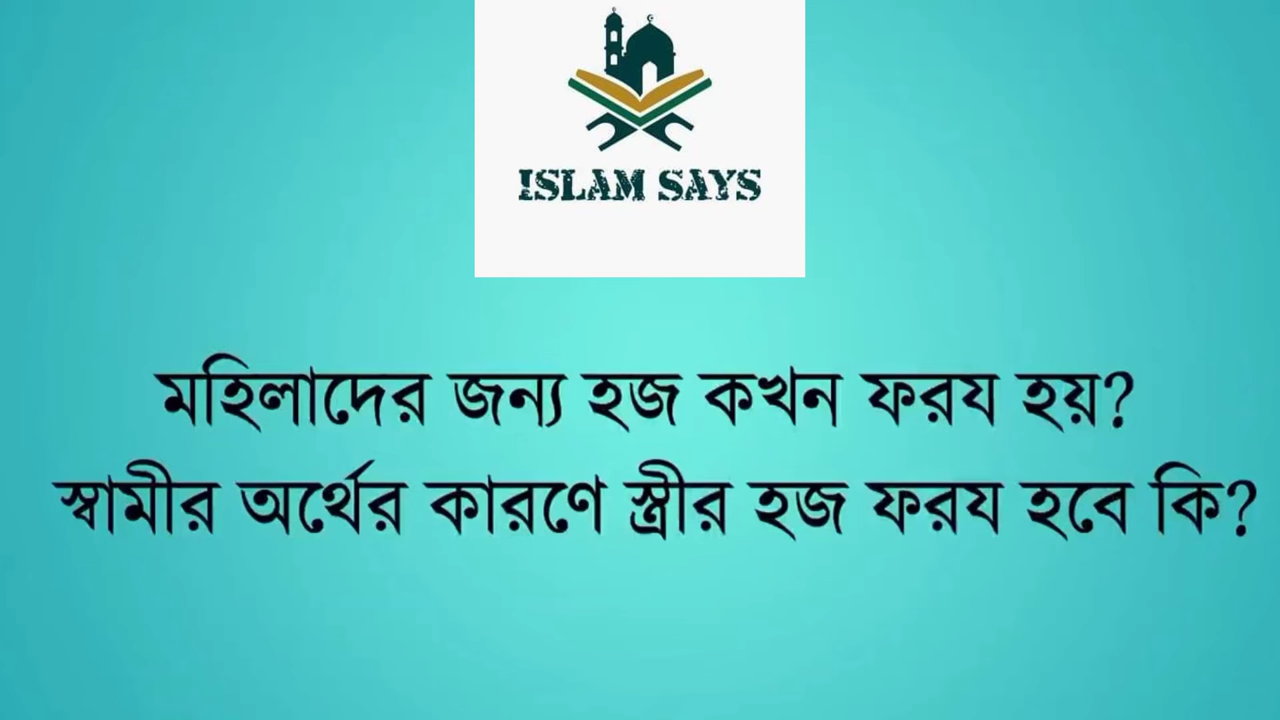 ISLAM SAYS
মহিলাদের জন্য হজ কখন ফরয হয়?
স্বামীর অর্থের কারণে স্ত্রীর হজ ফরয হবে কি?